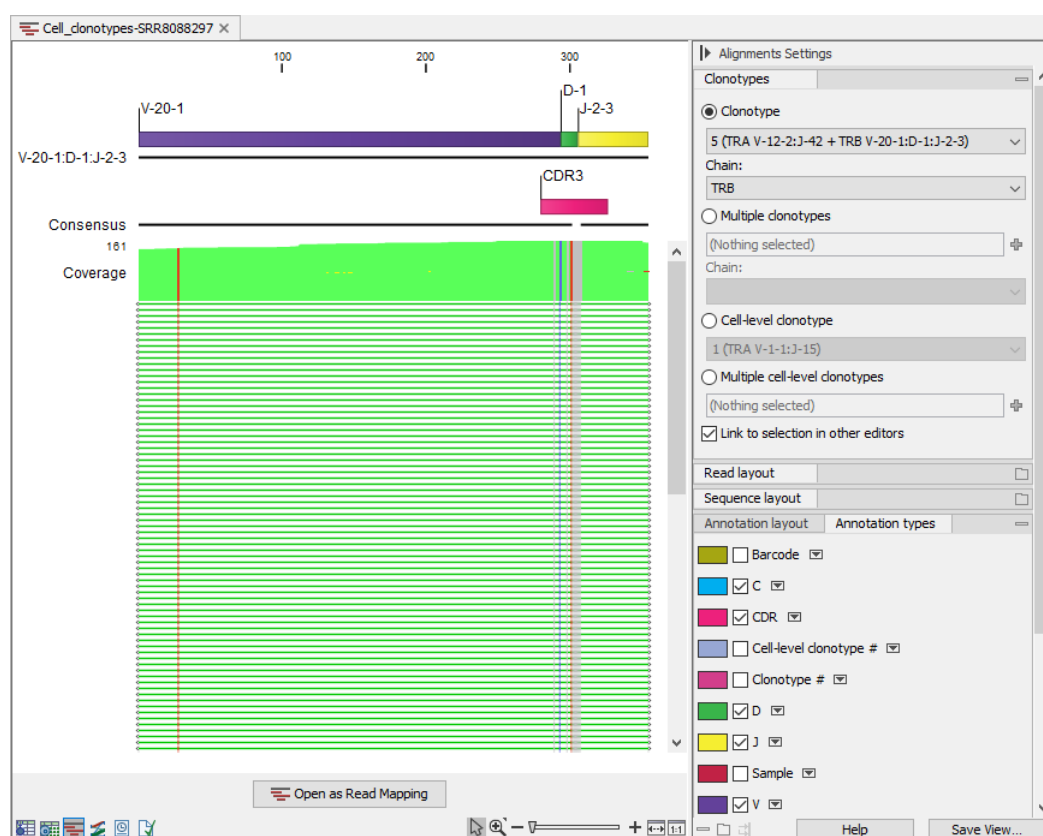 Cell_clonotypes-SRR8088297
100 200 300
V-20-1
D-1
J-2-3
V-20-1:D-1:J-2-3
CDR3
Consensus
161
Coverage
Open as Read Mapping
Alignments Settings
Clonotypes
Clonotype
5 (TRA V-12-2:J-42 + TRB V-20-1:D-1:J-2-3)
Chain:
TRB
Multiple clonotypes
(Nothing selected)
Chain:
Cell-level clonotype
1 (TRA V-1-1:J-15)
Multiple cell-level clonotypes
(Nothing selected)
Link to selection in other editors
Read layout
Sequence layout
Annotation layout Annotation types
Barcode
C
CDR
Cell-level clonotype #
Clonotype #
D
J
Sample
V
1:1
Help Save View...